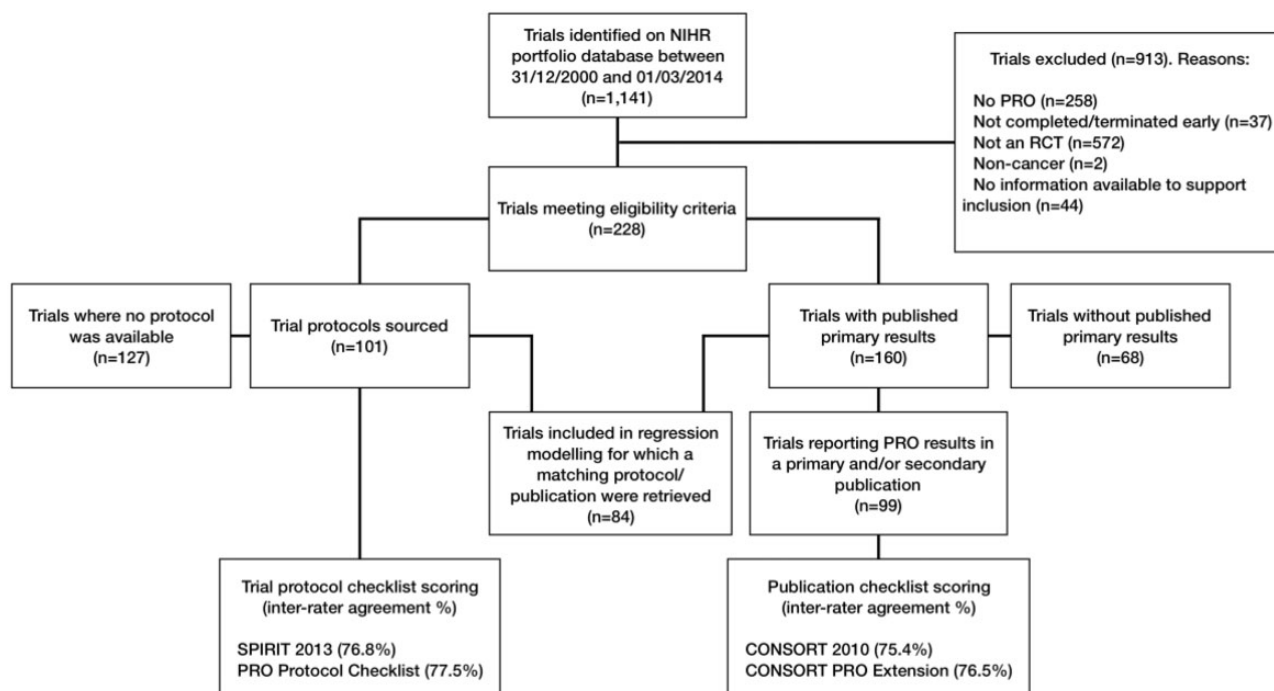 Trials identified on NIHR
portfolio database between
31/12/2000 and 01/03/2014
(n=1,141)
Trials excluded (n=913). Reasons:
No PRO (n=258)
Not completed/terminated early (n=37)
Not an RCT (n=572)
Non-cancer (n=2)
No information available to support
inclusion (n=44)
Trials meeting eligibility criteria
(n=228)
Trials where no protocol
was available
(n=127)
Trial protocols sourced
(n=101)
Trials with published
primary results
(n=160)
Trials without published
primary results
(n=68)
Trials included in regression
modelling for which a
matching protocol/
publication were retrieved
(n=84)
Trials reporting PRO results in
a primary and/or secondary
publication
(n=99)
Trial protocol checklist scoring
(inter-rater agreement %)
SPIRIT 2013 (76.8%)
PRO Protocol Checklist (77.5%)
Publication checklist scoring
(inter-rater agreement %)
CONSORT 2010 (75.4%)
CONSORT PRO Extension (76.5%)